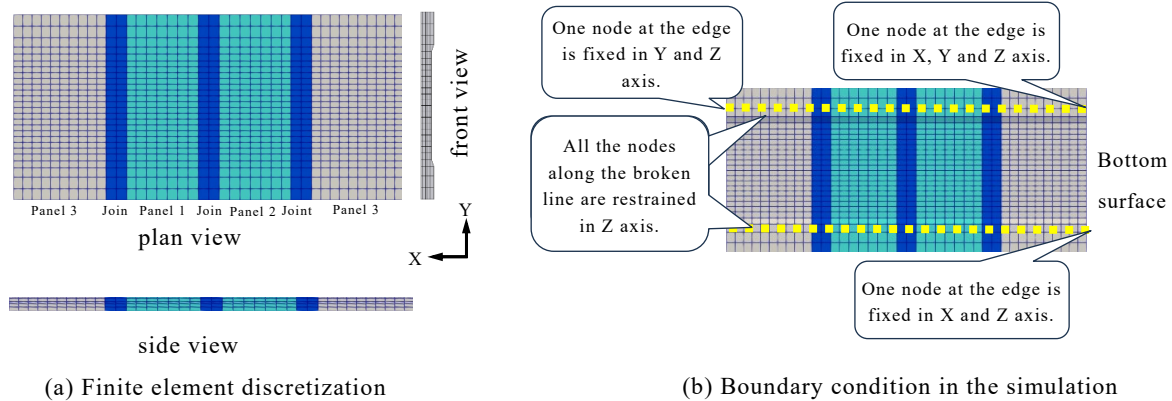 Panel 3 Join Panel 1 Join Panel 2 Joint Panel 3
plan view
front view
Y
X
side view
(a) Finite element discretization
One node at the edge
is fixed in Y and Z
axis.
One node at the edge is
fixed in X, Y and Z axis.
All the nodes
along the broken
line are restrained
in Z axis.
Bottom
surface
One node at the edge is
fixed in X and Z axis.
(b) Boundary condition in the simulation